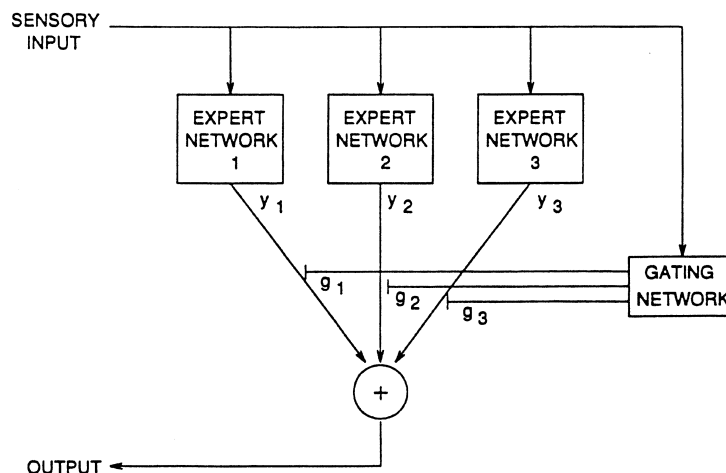 SENSORY
INPUT
EXPERT
NETWORK
1
EXPERT
NETWORK
2
EXPERT
NETWORK
3
y 1
y 2
y 3
GATING
NETWORK
g 1
g 2
g 3
+
OUTPUT